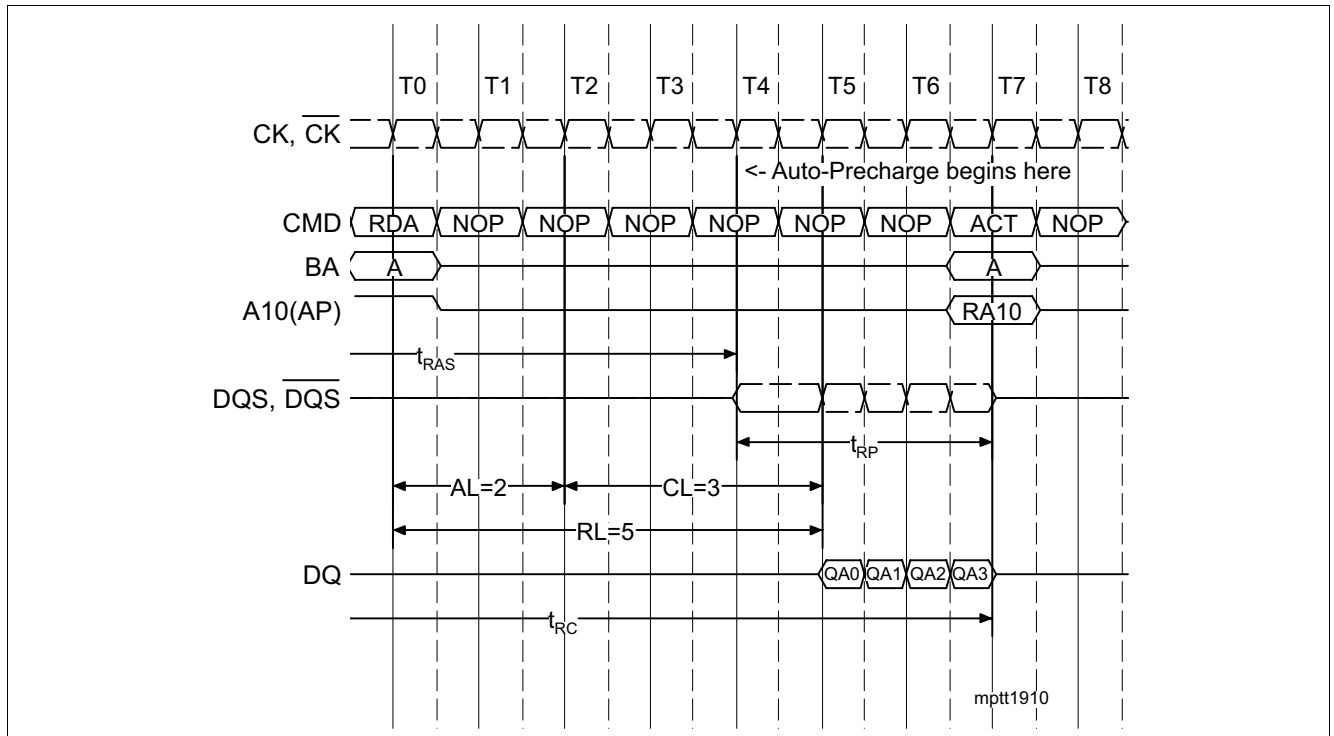 T0 T1 T2 T3 T4 T5 T6 T7 T8
CK, CK
<- Auto-Precharge begins here
CMD RDA NOP NOP NOP NOP NOP NOP ACT NOP
BA A A
A10(AP) RA10
tRAS
DQS, DQS
tRP
AL=2 CL=3
RL=5
DQ QA0 QA1 QA2 QA3
tRC
mptt1910